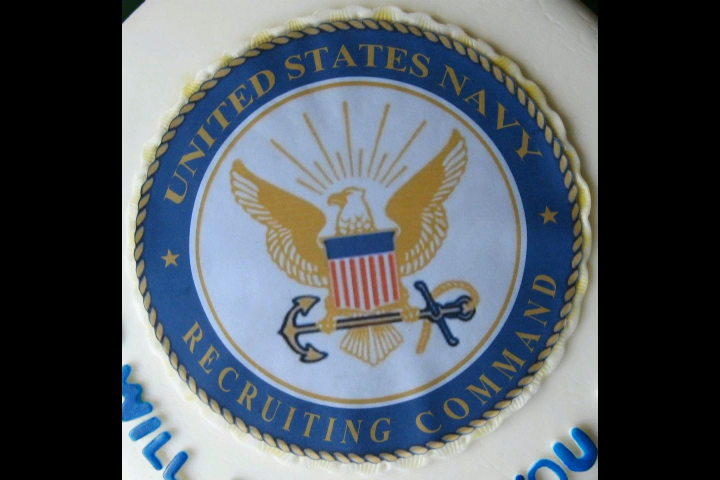 UNITED STATES NAVY
RECRUITING COMMAND
WILL
YOU